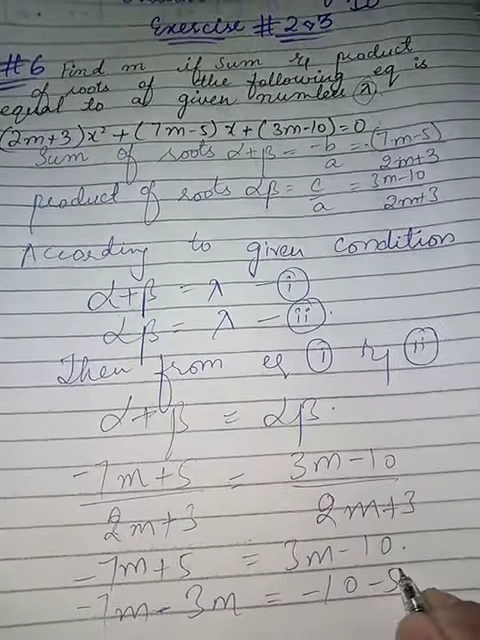 Exercise # 2.3
#6 Find m if sum & product
of roots of the following eq is
equal to a given number λ
(2m+3)x² + (7m-5)x + (3m-10) = 0
Sum of roots α+β = -b/a = -(7m-5)/2m+3
product of roots αβ = c/a = 3m-10/2m+3
According to given condition
α+β = λ - i
αβ = λ - ii.
Then from eq i & ii
α+β = αβ.
-7m+5/2m+3 = 3m-10/2m+3
-7m+5 = 3m-10.
-7m-3m = -10-5